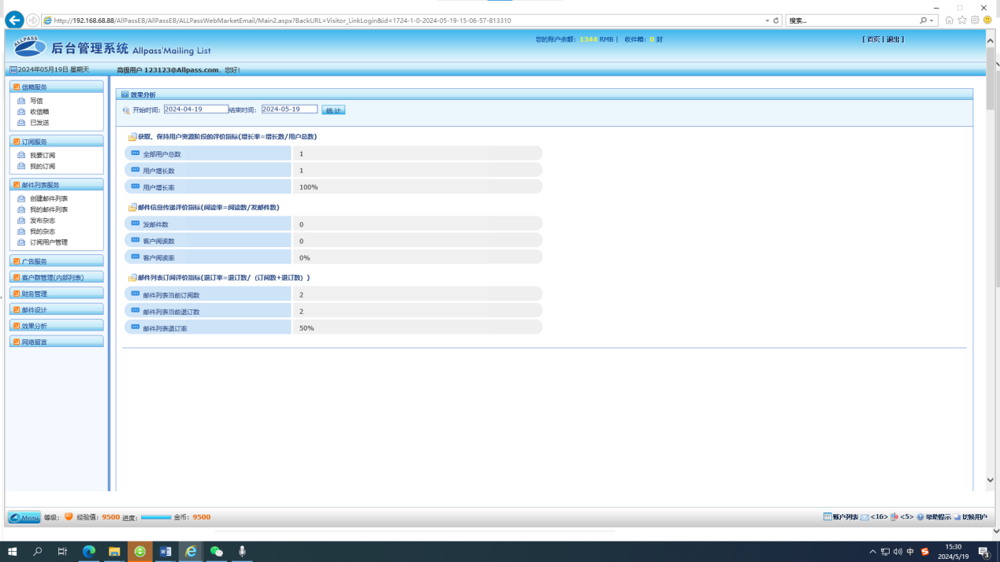 http://192.168.68.88/AllPassEB/AllPassEB/ALLPassWebMarketEmail/Main2.aspx?BackURL=Visitor_LinkLogin&id=1724-1-0-2024-05-19-15-06-57-813310
搜索...
ALLPASS 后台管理系统 Allpass'Mailing List
您的账户余额：1344 RMB | 收件箱：0 封
[ 首页 | 退出 ]
2024年05月19日 星期天
高级用户 123123@Allpass.com，您好!
信箱服务
写信
收信箱
已发送
订阅服务
我要订阅
我的订阅
邮件列表服务
创建邮件列表
我的邮件列表
发布杂志
我的杂志
订阅用户管理
广告服务
客户群管理(内部列表)
财务管理
邮件设计
效果分析
网络留言
效果分析
开始时间：2024-04-19 结束时间：2024-05-19 统 计
获取、保持用户资源阶段的评价指标(增长率=增长数/用户总数)
全部用户总数 1
用户增长数 1
用户增长率 100%
邮件信息传递评价指标(阅读率=阅读数/发邮件数)
发邮件数 0
客户阅读数 0
客户阅读率 0%
邮件列表订阅评价指标(退订率=退订数/（订阅数+退订数）)
邮件列表当前订阅数 2
邮件列表当前退订数 2
邮件列表退订率 50%
Menu 等级： 经验值：9500 进度： 金币：9500
账户列表 <16> <5> 帮助提示 切换用户
中
15:30
2024/5/19
3